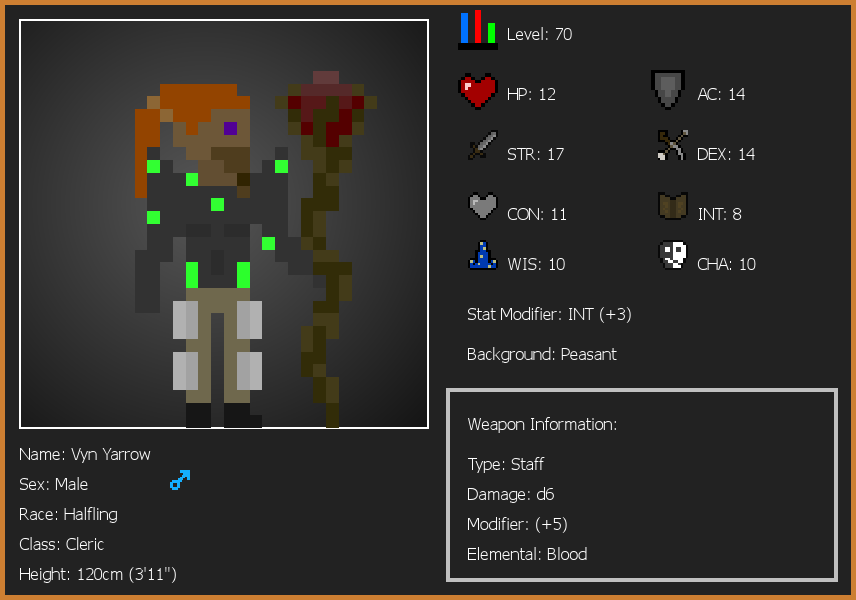 Level: 70
HP: 12
AC: 14
STR: 17
DEX: 14
CON: 11
INT: 8
WIS: 10
CHA: 10
Stat Modifier: INT (+3)
Background: Peasant
Weapon Information:
Type: Staff
Damage: d6
Modifier: (+5)
Elemental: Blood
Name: Vyn Yarrow
Sex: Male
Race: Halfling
Class: Cleric
Height: 120cm (3'11")